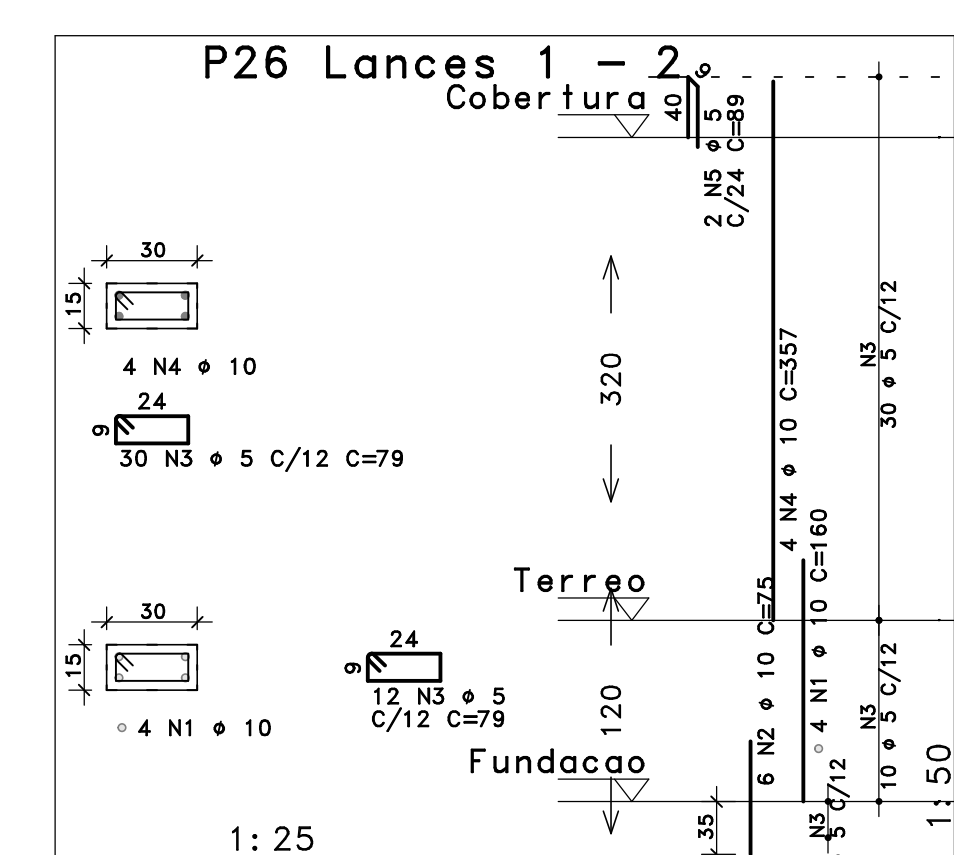 P26 Lances 1 - 2
Cobertura
40
9
2 N5 ø 5
C/24 C=89
30
15
4 N4 ø 10
24
9
30 N3 ø 5 C/12 C=79
320
4 N4 ø 10 C=357
N3
30 ø 5 C/12
Terreo
30
15
4 N1 ø 10
24
9
12 N3 ø 5
C/12 C=79
120
6 N2 ø 10 C=75
4 N1 ø 10 C=160
N3
10 ø 5 C/12
Fundacao
35
N3
5 C/12
1:50
1:25